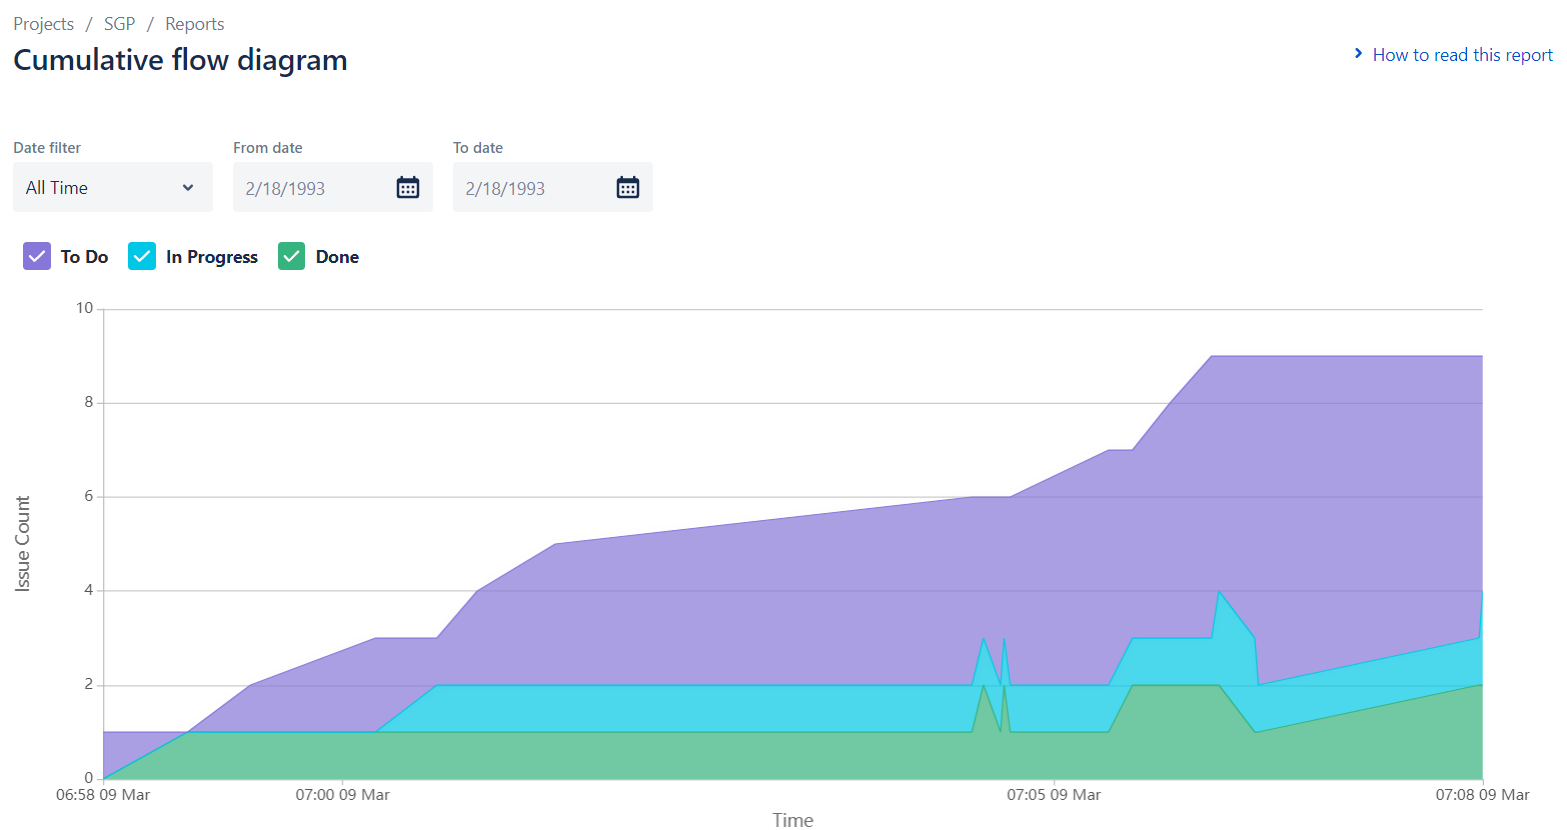 Projects / SGP / Reports
Cumulative flow diagram
How to read this report
Date filter From date To date
All Time 2/18/1993 2/18/1993
To Do In Progress Done
10
8
6
4
2
0
Issue Count
06:58 09 Mar 07:00 09 Mar 07:05 09 Mar 07:08 09 Mar
Time